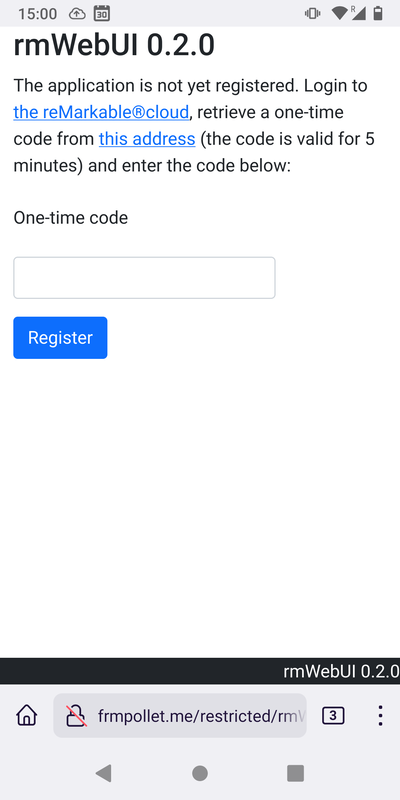 15:00
30
R
rmWebUI 0.2.0
The application is not yet registered. Login to
the reMarkable®cloud, retrieve a one-time
code from this address (the code is valid for 5
minutes) and enter the code below:
One-time code
Register
rmWebUI 0.2.0
3
frmpollet.me/restricted/rm